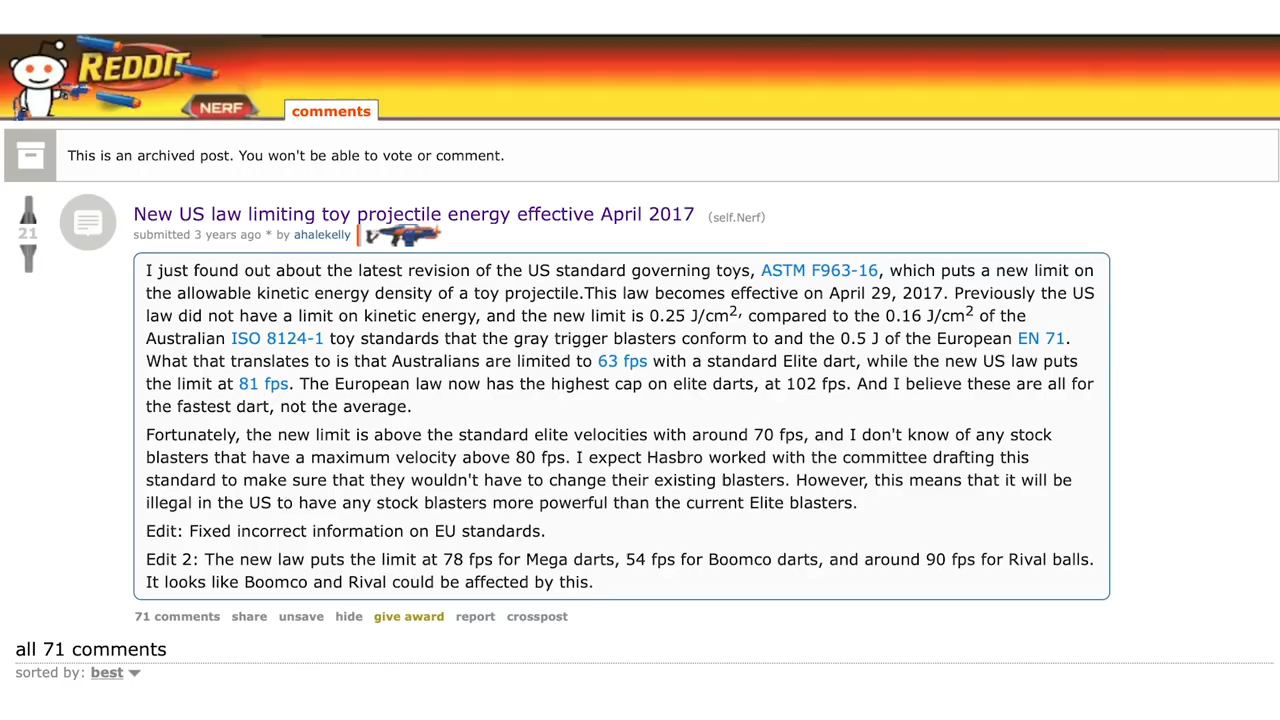 REDDIT
NERF
comments
This is an archived post. You won't be able to vote or comment.
21
New US law limiting toy projectile energy effective April 2017 (self.Nerf)
submitted 3 years ago * by ahalekelly
I just found out about the latest revision of the US standard governing toys, ASTM F963-16, which puts a new limit on
the allowable kinetic energy density of a toy projectile.This law becomes effective on April 29, 2017. Previously the US
law did not have a limit on kinetic energy, and the new limit is 0.25 J/cm², compared to the 0.16 J/cm² of the
Australian ISO 8124-1 toy standards that the gray trigger blasters conform to and the 0.5 J of the European EN 71.
What that translates to is that Australians are limited to 63 fps with a standard Elite dart, while the new US law puts
the limit at 81 fps. The European law now has the highest cap on elite darts, at 102 fps. And I believe these are all for
the fastest dart, not the average.
Fortunately, the new limit is above the standard elite velocities with around 70 fps, and I don't know of any stock
blasters that have a maximum velocity above 80 fps. I expect Hasbro worked with the committee drafting this
standard to make sure that they wouldn't have to change their existing blasters. However, this means that it will be
illegal in the US to have any stock blasters more powerful than the current Elite blasters.
Edit: Fixed incorrect information on EU standards.
Edit 2: The new law puts the limit at 78 fps for Mega darts, 54 fps for Boomco darts, and around 90 fps for Rival balls.
It looks like Boomco and Rival could be affected by this.
71 comments share unsave hide give award report crosspost
all 71 comments
sorted by: best